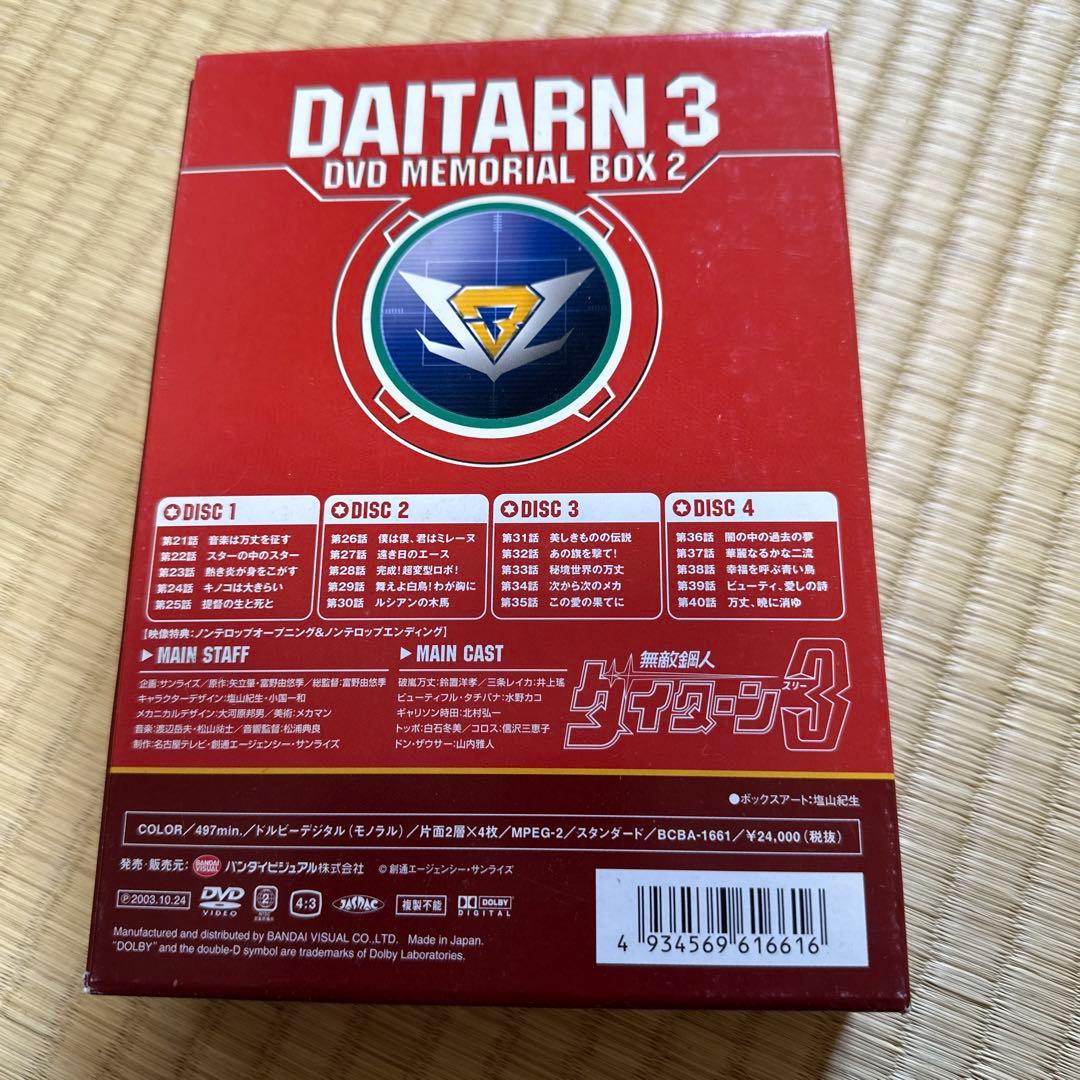 DAITARN 3
DVD MEMORIAL BOX 2
DISC 1
第21話 音楽は万丈を征す
第22話 スターの中のスター
第23話 熱き炎が身をこがす
第24話 キノコは大きらい
第25話 提督の生と死と
DISC 2
第26話 僕は僕、君はミレーヌ
第27話 遠き日のエース
第28話 完成!超変型ロボ!
第29話 舞えよ白鳥!わが胸に
第30話 ルシアンの木馬
DISC 3
第31話 美しきものの伝説
第32話 あの旗を撃て!
第33話 秘境世界の万丈
第34話 次から次のメカ
第35話 この愛の果てに
DISC 4
第36話 闇の中の過去の夢
第37話 華麗なるかな二流
第38話 幸福を呼ぶ青い鳥
第39話 ビューティ、愛しの詩
第40話 万丈、暁に消ゆ
【映像特典:ノンテロップオープニング&ノンテロップエンディング】
▶MAIN STAFF
企画:サンライズ/原作:矢立肇・富野由悠季/総監督:富野由悠季
キャラクターデザイン:塩山紀生・小国一和
メカニカルデザイン:大河原邦男/美術:メカマン
音楽:渡辺岳夫・松山祐士/音響監督:松浦典良
制作:名古屋テレビ・創通エージェンシー・サンライズ
▶MAIN CAST
破嵐万丈:鈴置洋孝/三条レイカ:井上瑤
ビューティフル・タチバナ:水野カコ
ギャリソン時田:北村弘一
トッポ:白石冬美/コロス:信沢三恵子
ドン・ザウサー:山内雅人
無敵鋼人
ダイターン3
スリー
●ボックスアート:塩山紀生
COLOR/497min./ドルビーデジタル(モノラル)/片面2層×4枚/MPEG-2/スタンダード/BCBA-1661/¥24,000(税抜)
発売・販売元: BANDAI VISUAL バンダイビジュアル株式会社 ©創通エージェンシー・サンライズ
Ⓟ2003.10.24 DVD VIDEO 2 NTSC 4:3 JASRAC 複製不能 DOLBY DIGITAL
Manufactured and distributed by BANDAI VISUAL CO.,LTD. Made in Japan.
"DOLBY" and the double-D symbol are trademarks of Dolby Laboratories.
4 934569 616616